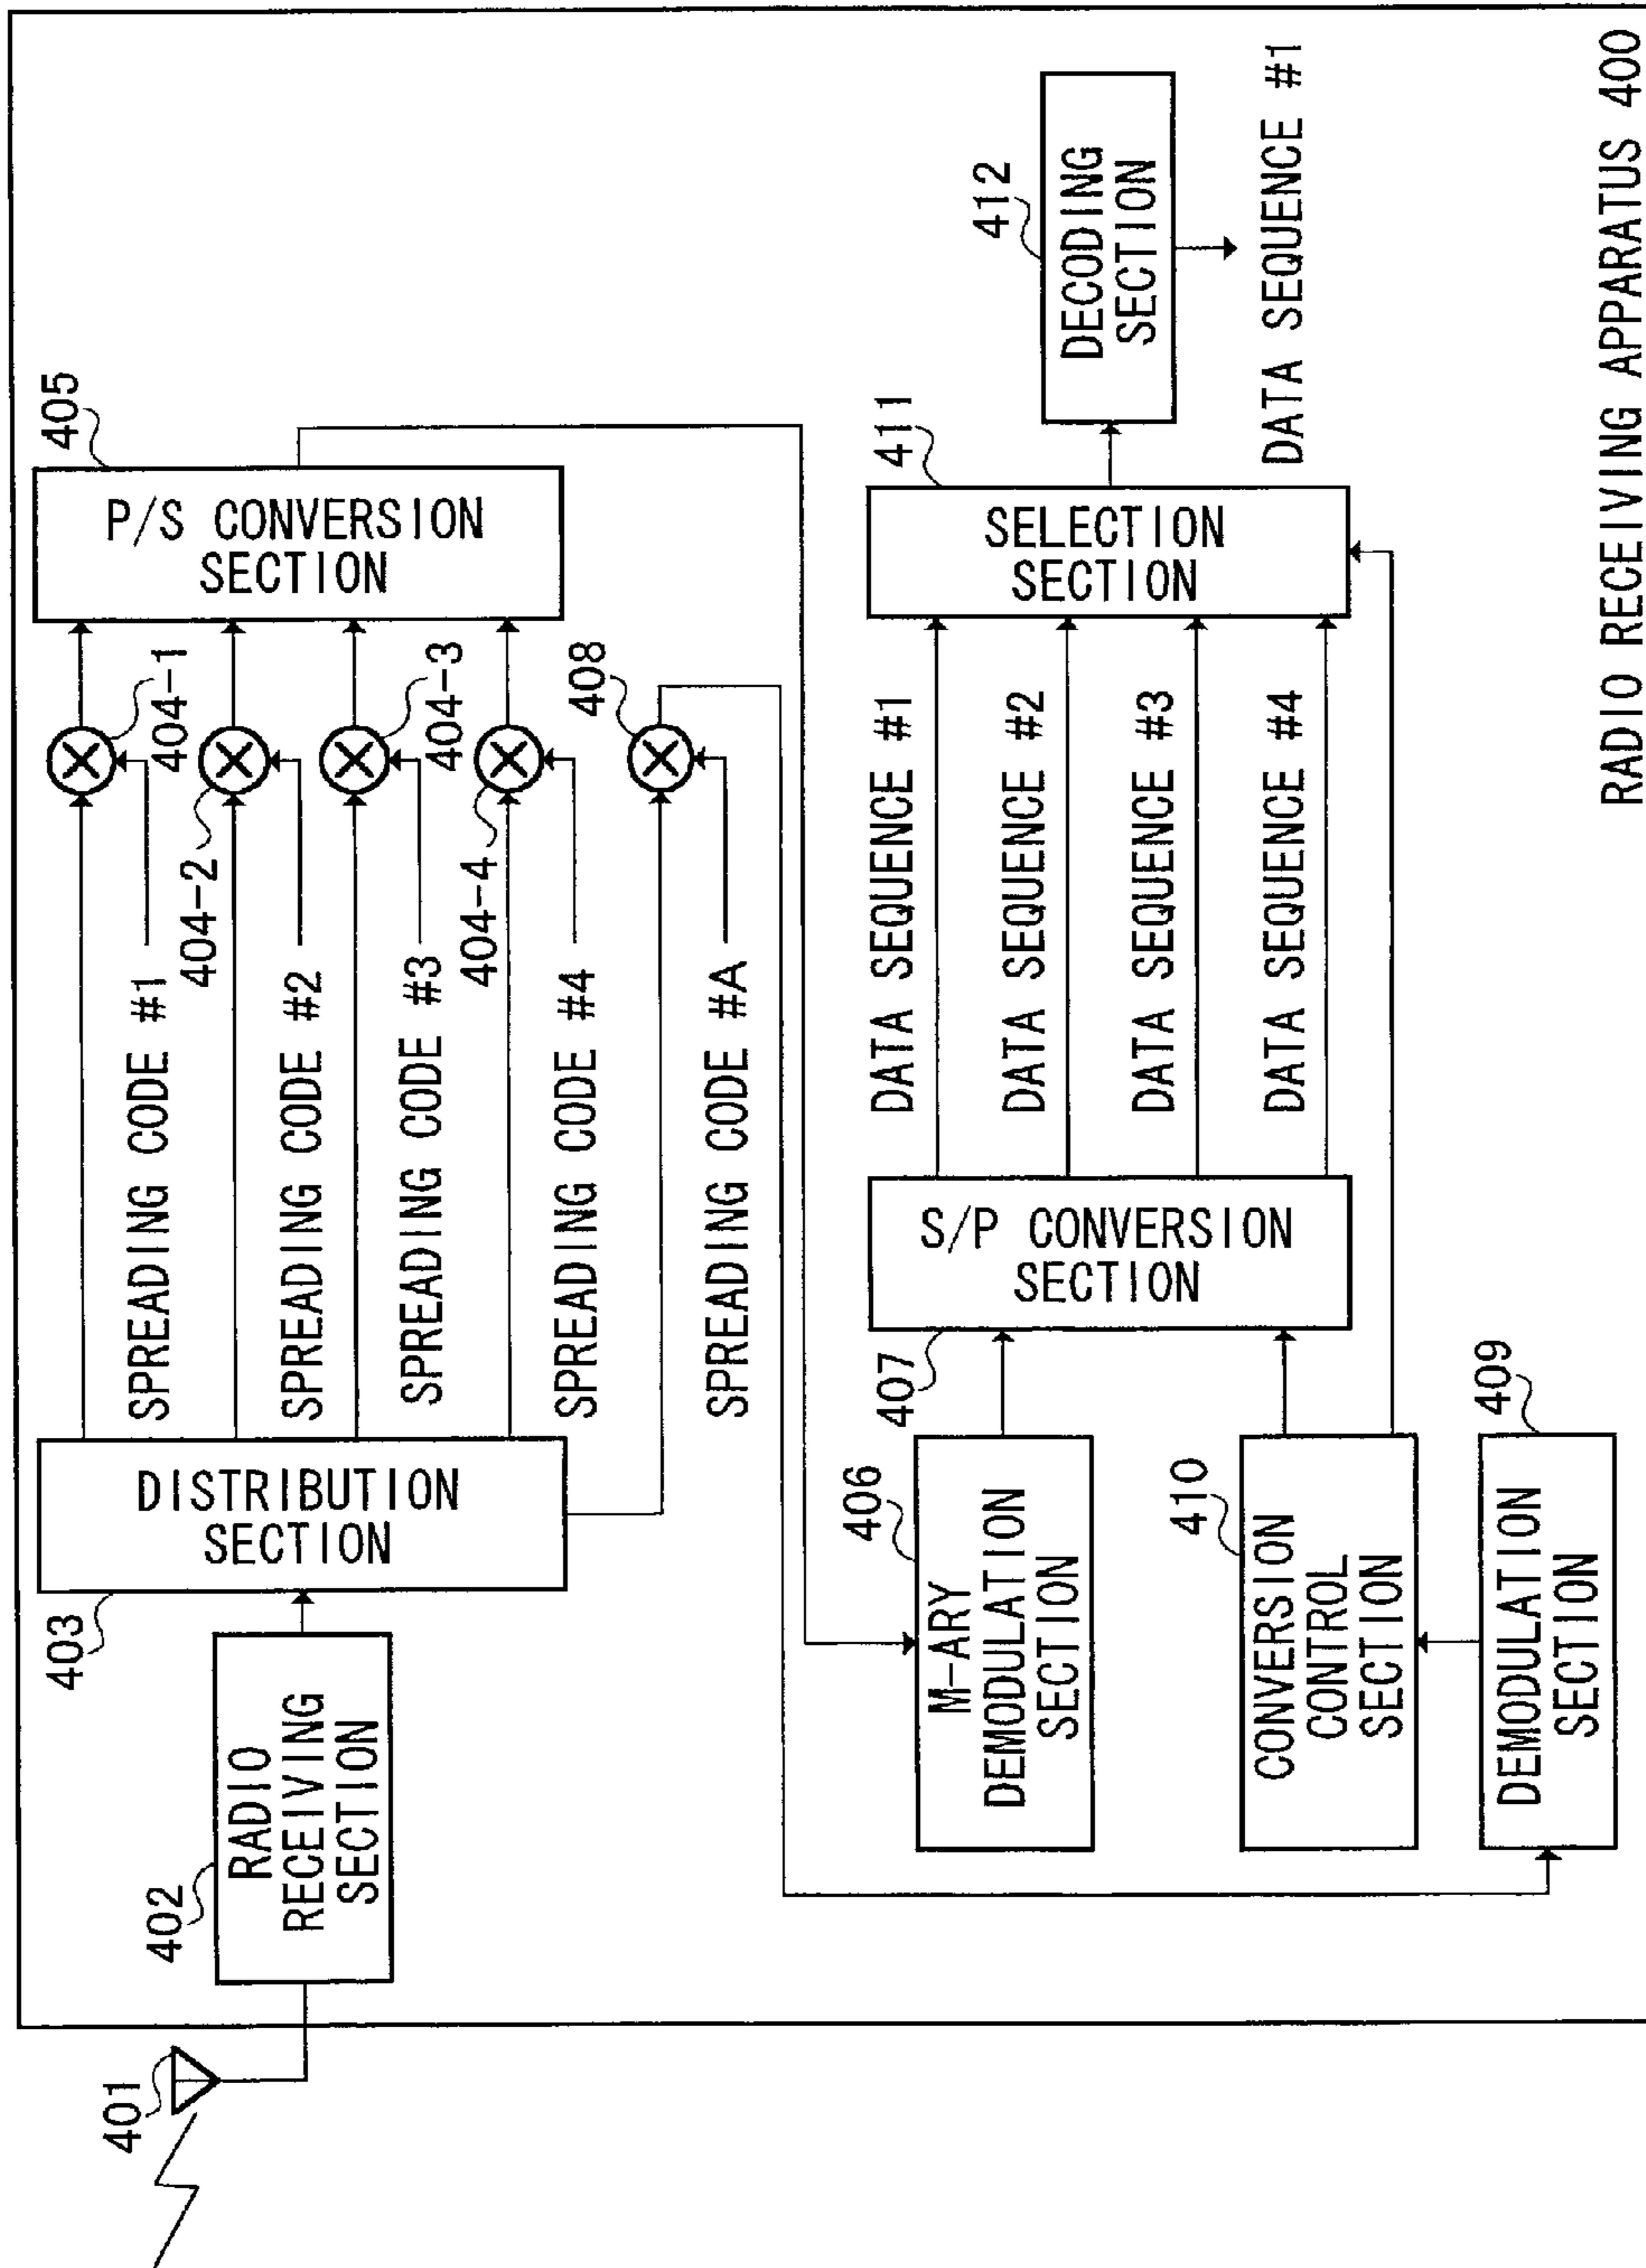 401
402
RADIO
RECEIVING
SECTION
403
DISTRIBUTION
SECTION
SPREADING CODE #1
404-1
404-2
SPREADING CODE #2
404-3
SPREADING CODE #3
404-4
SPREADING CODE #4
408
SPREADING CODE #A
405
P/S CONVERSION
SECTION
406
M-ARY
DEMODULATION
SECTION
410
CONVERSION
CONTROL
SECTION
409
DEMODULATION
SECTION
407
S/P CONVERSION
SECTION
DATA SEQUENCE #1
DATA SEQUENCE #2
DATA SEQUENCE #3
DATA SEQUENCE #4
411
SELECTION
SECTION
412
DECODING
SECTION
DATA SEQUENCE #1
RADIO RECEIVING APPARATUS 400